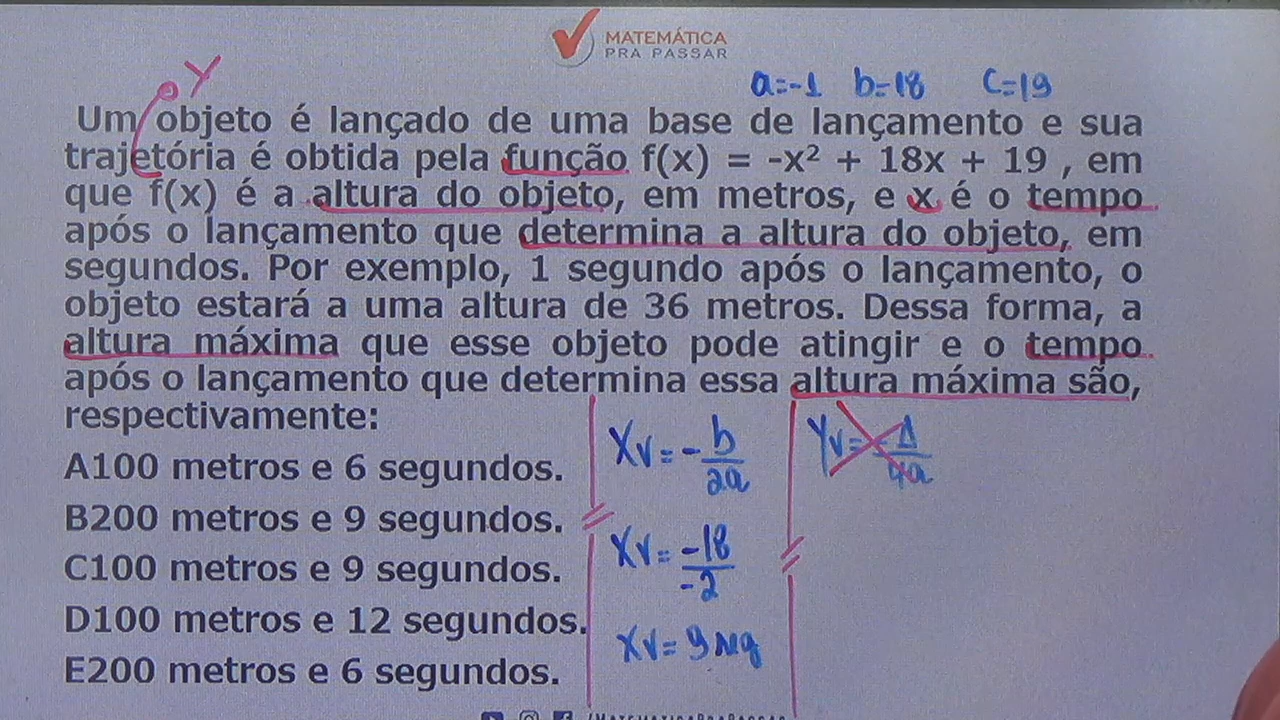 MATEMÁTICA
PRA PASSAR
Y
a=-1 b=18 c=19
Um objeto é lançado de uma base de lançamento e sua
trajetória é obtida pela função f(x) = -x² + 18x + 19 , em
que f(x) é a altura do objeto, em metros, e x é o tempo
após o lançamento que determina a altura do objeto, em
segundos. Por exemplo, 1 segundo após o lançamento, o
objeto estará a uma altura de 36 metros. Dessa forma, a
altura máxima que esse objeto pode atingir e o tempo
após o lançamento que determina essa altura máxima são,
respectivamente:
A100 metros e 6 segundos.
B200 metros e 9 segundos.
C100 metros e 9 segundos.
D100 metros e 12 segundos.
E200 metros e 6 segundos.
Xv = -b/2a
Xv = -18/-2
Xv = 9 seg
Yv = -Δ/4a
/MATEMATICAPRAPASSAR